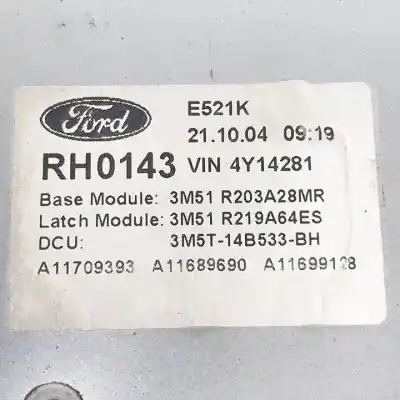 Ford
E521K
21.10.04 09:19
RH0143 VIN 4Y14281
Base Module: 3M51 R203A28MR
Latch Module: 3M51 R219A64ES
DCU: 3M5T-14B533-BH
A11709393 A11689690 A11699128